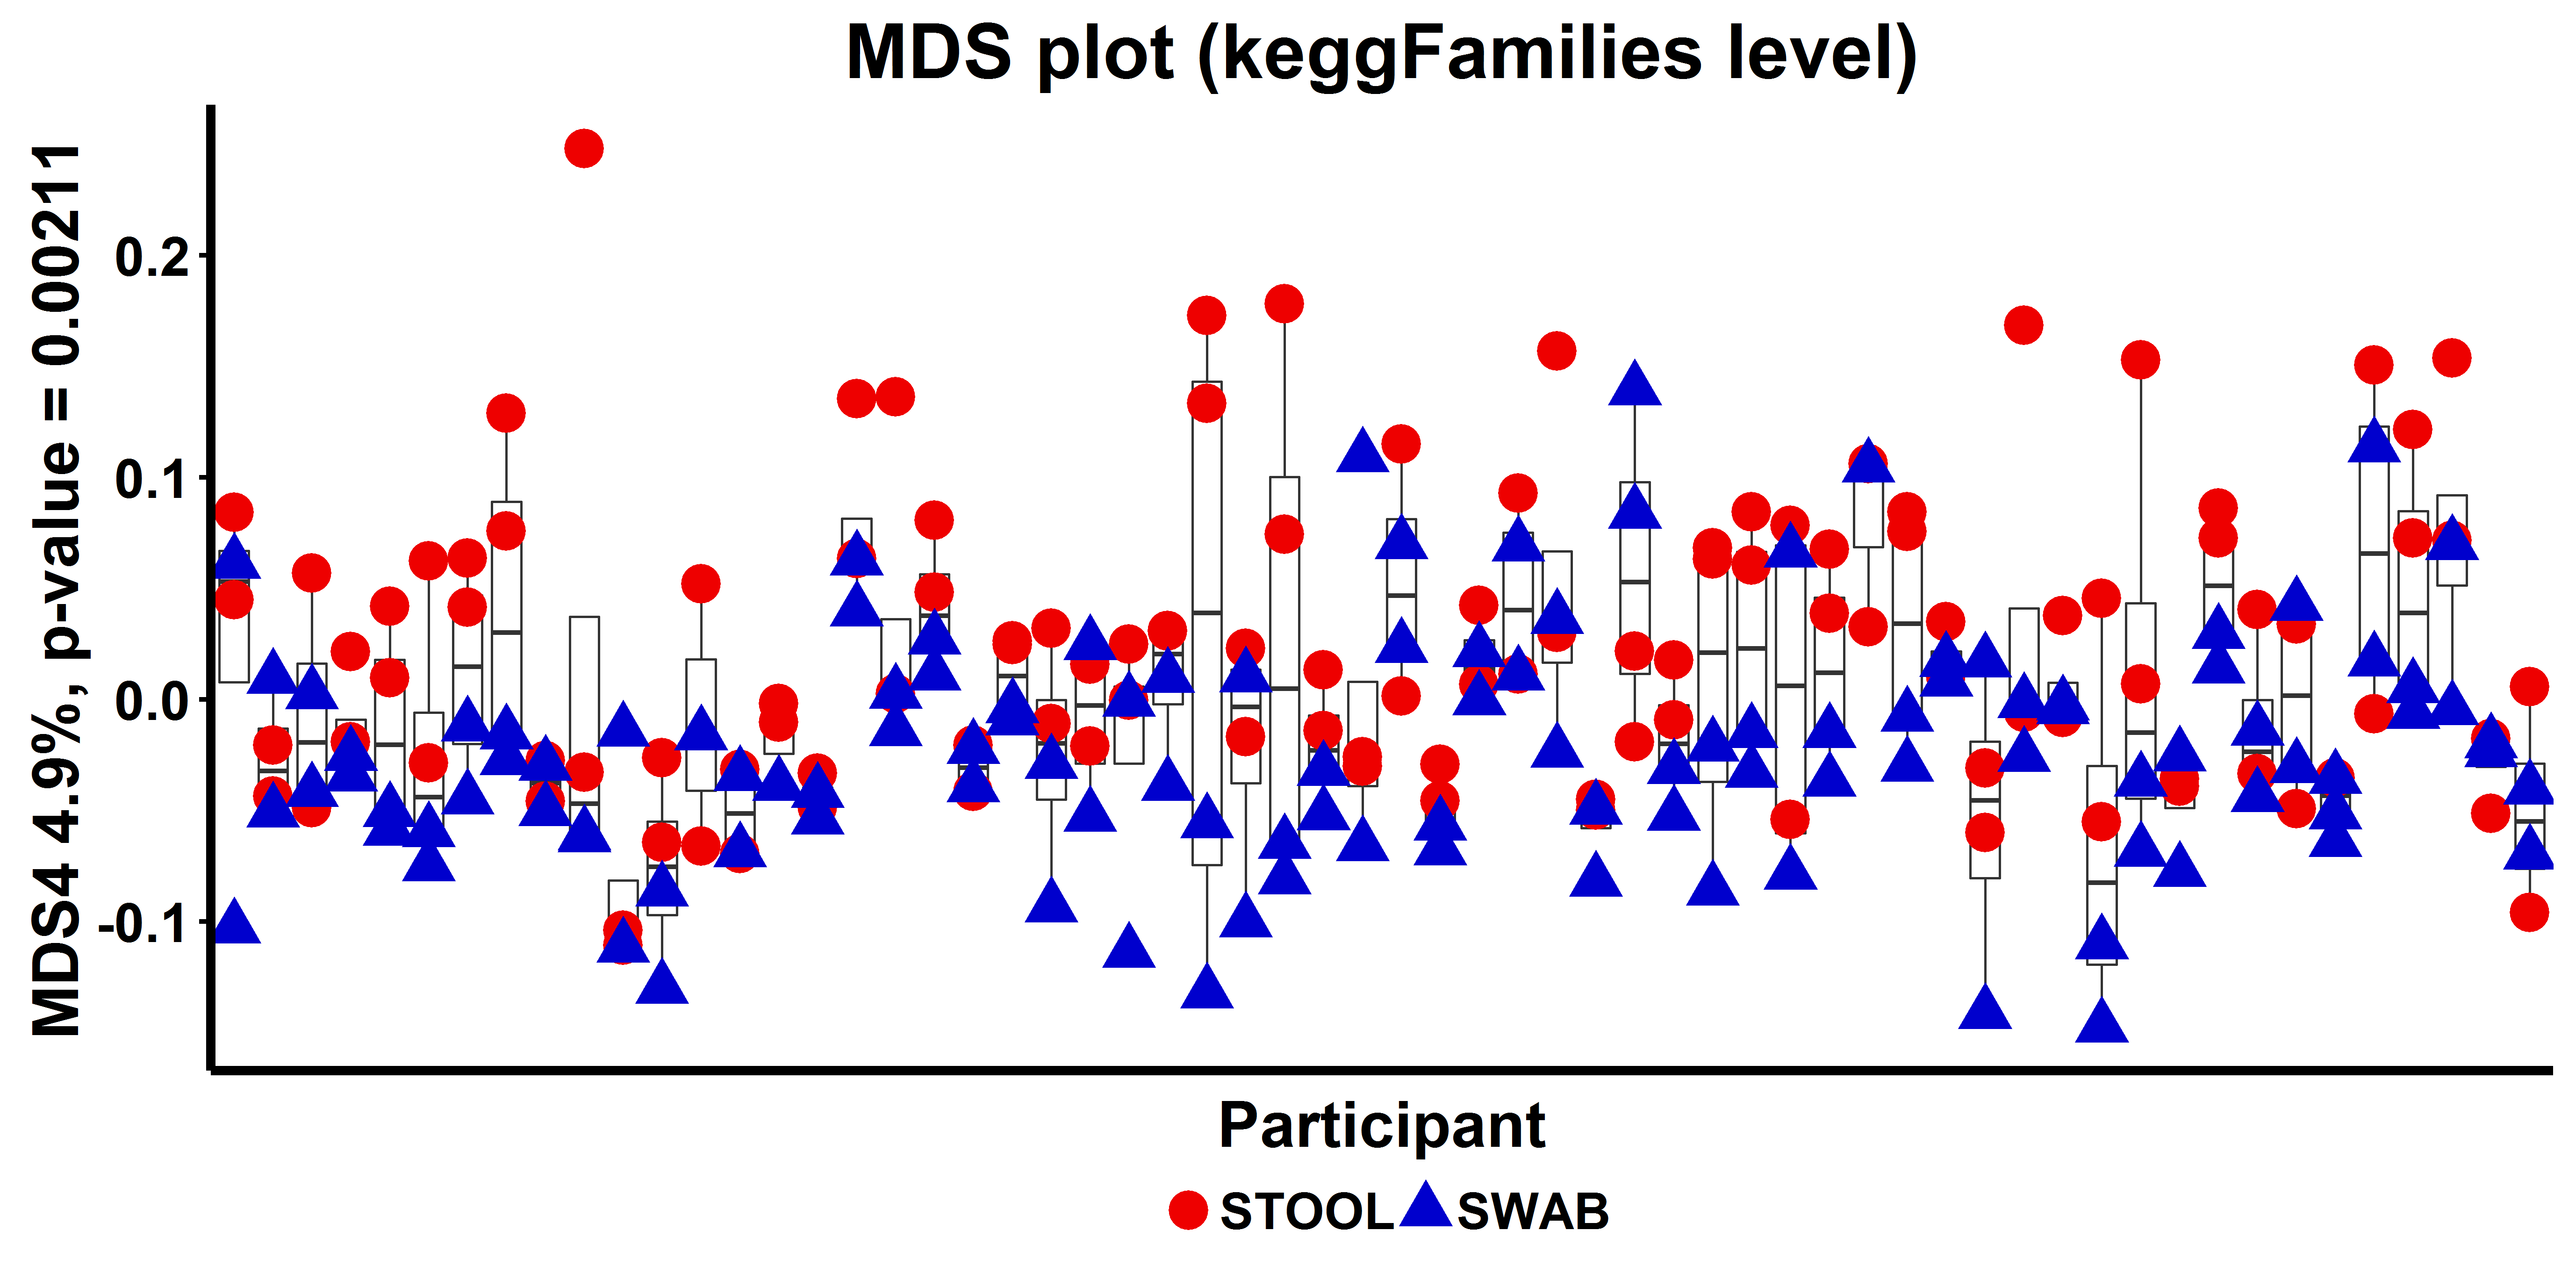 MDS plot (keggFamilies level)
MDS4 4.9%, p-value = 0.00211
0.2
0.1
0.0
-0.1
Participant
STOOL SWAB